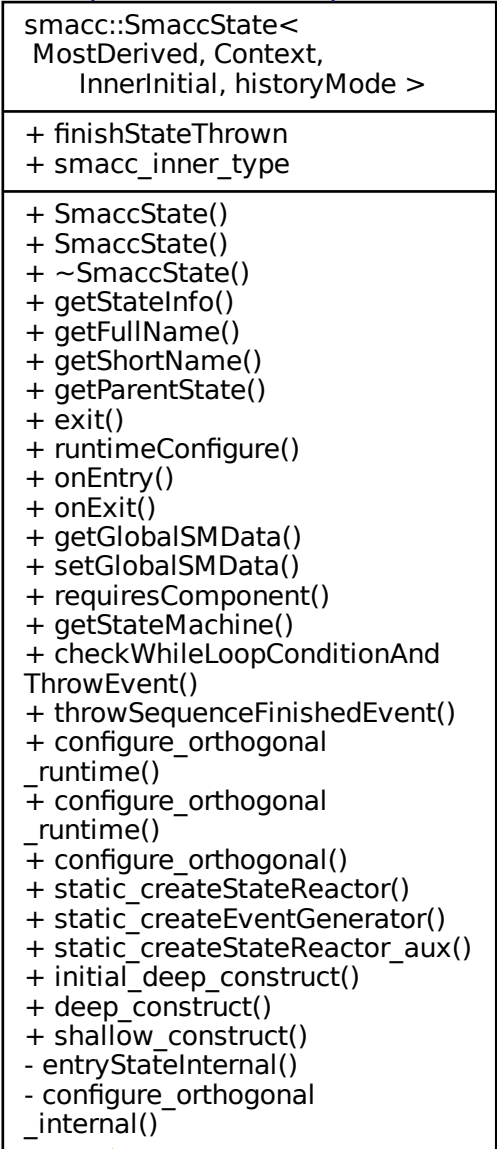 smacc::SmaccState<
MostDerived, Context,
InnerInitial, historyMode >
+ finishStateThrown
+ smacc_inner_type
+ SmaccState()
+ SmaccState()
+ ~SmaccState()
+ getStateInfo()
+ getFullName()
+ getShortName()
+ getParentState()
+ exit()
+ runtimeConfigure()
+ onEntry()
+ onExit()
+ getGlobalSMData()
+ setGlobalSMData()
+ requiresComponent()
+ getStateMachine()
+ checkWhileLoopConditionAnd
ThrowEvent()
+ throwSequenceFinishedEvent()
+ configure_orthogonal
_runtime()
+ configure_orthogonal
_runtime()
+ configure_orthogonal()
+ static_createStateReactor()
+ static_createEventGenerator()
+ static_createStateReactor_aux()
+ initial_deep_construct()
+ deep_construct()
+ shallow_construct()
- entryStateInternal()
- configure_orthogonal
_internal()